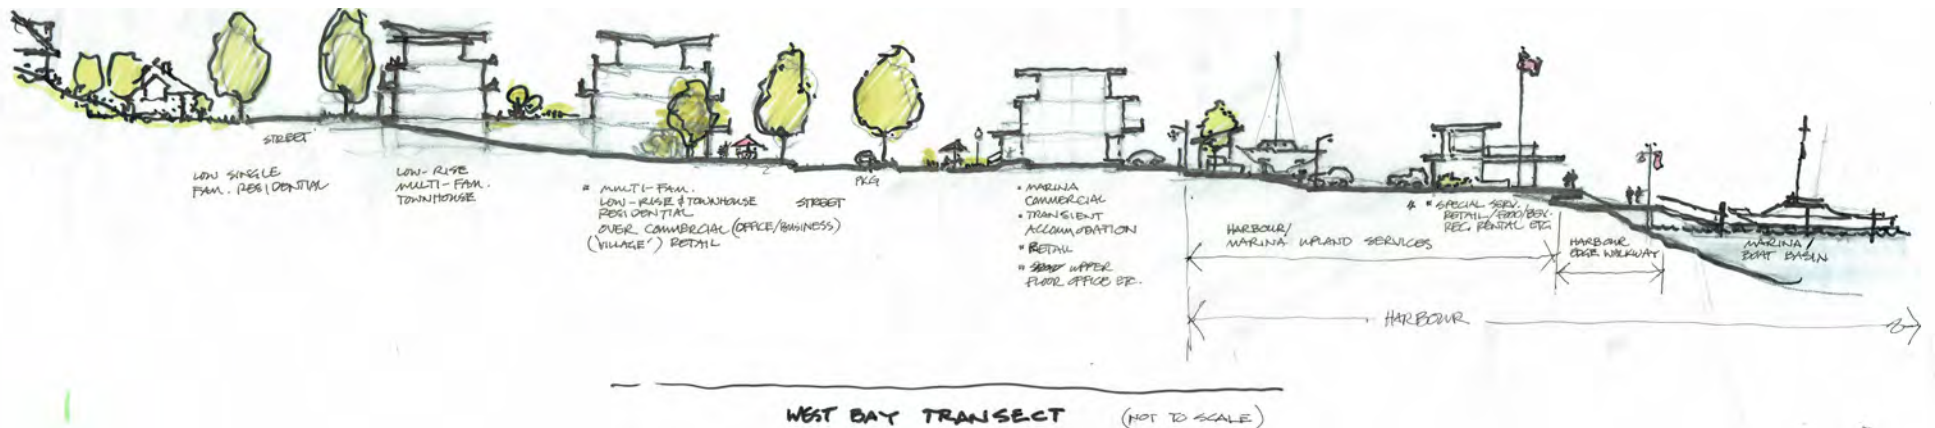 STREET
LOW SINGLE
FAM. RESIDENTIAL
LOW-RISE
MULTI-FAM.
TOWNHOUSE
* MULTI-FAM.
LOW-RISE & TOWNHOUSE
RESIDENTIAL
OVER COMMERCIAL (OFFICE/BUSINESS)
('VILLAGE') RETAIL
STREET
PKG
• MARINA
COMMERCIAL
• TRANSIENT
ACCOMMODATION
* RETAIL
* UPPER
FLOOR OFFICE ETC.
HARBOUR/
MARINA UPLAND SERVICES
* * SPECIAL SERV.
RETAIL/FOOD/BEV.
REC. RENTAL ETC
HARBOUR
EDGE WALKWAY
MARINA/
BOAT BASIN
HARBOUR
WEST BAY TRANSECT (NOT TO SCALE)